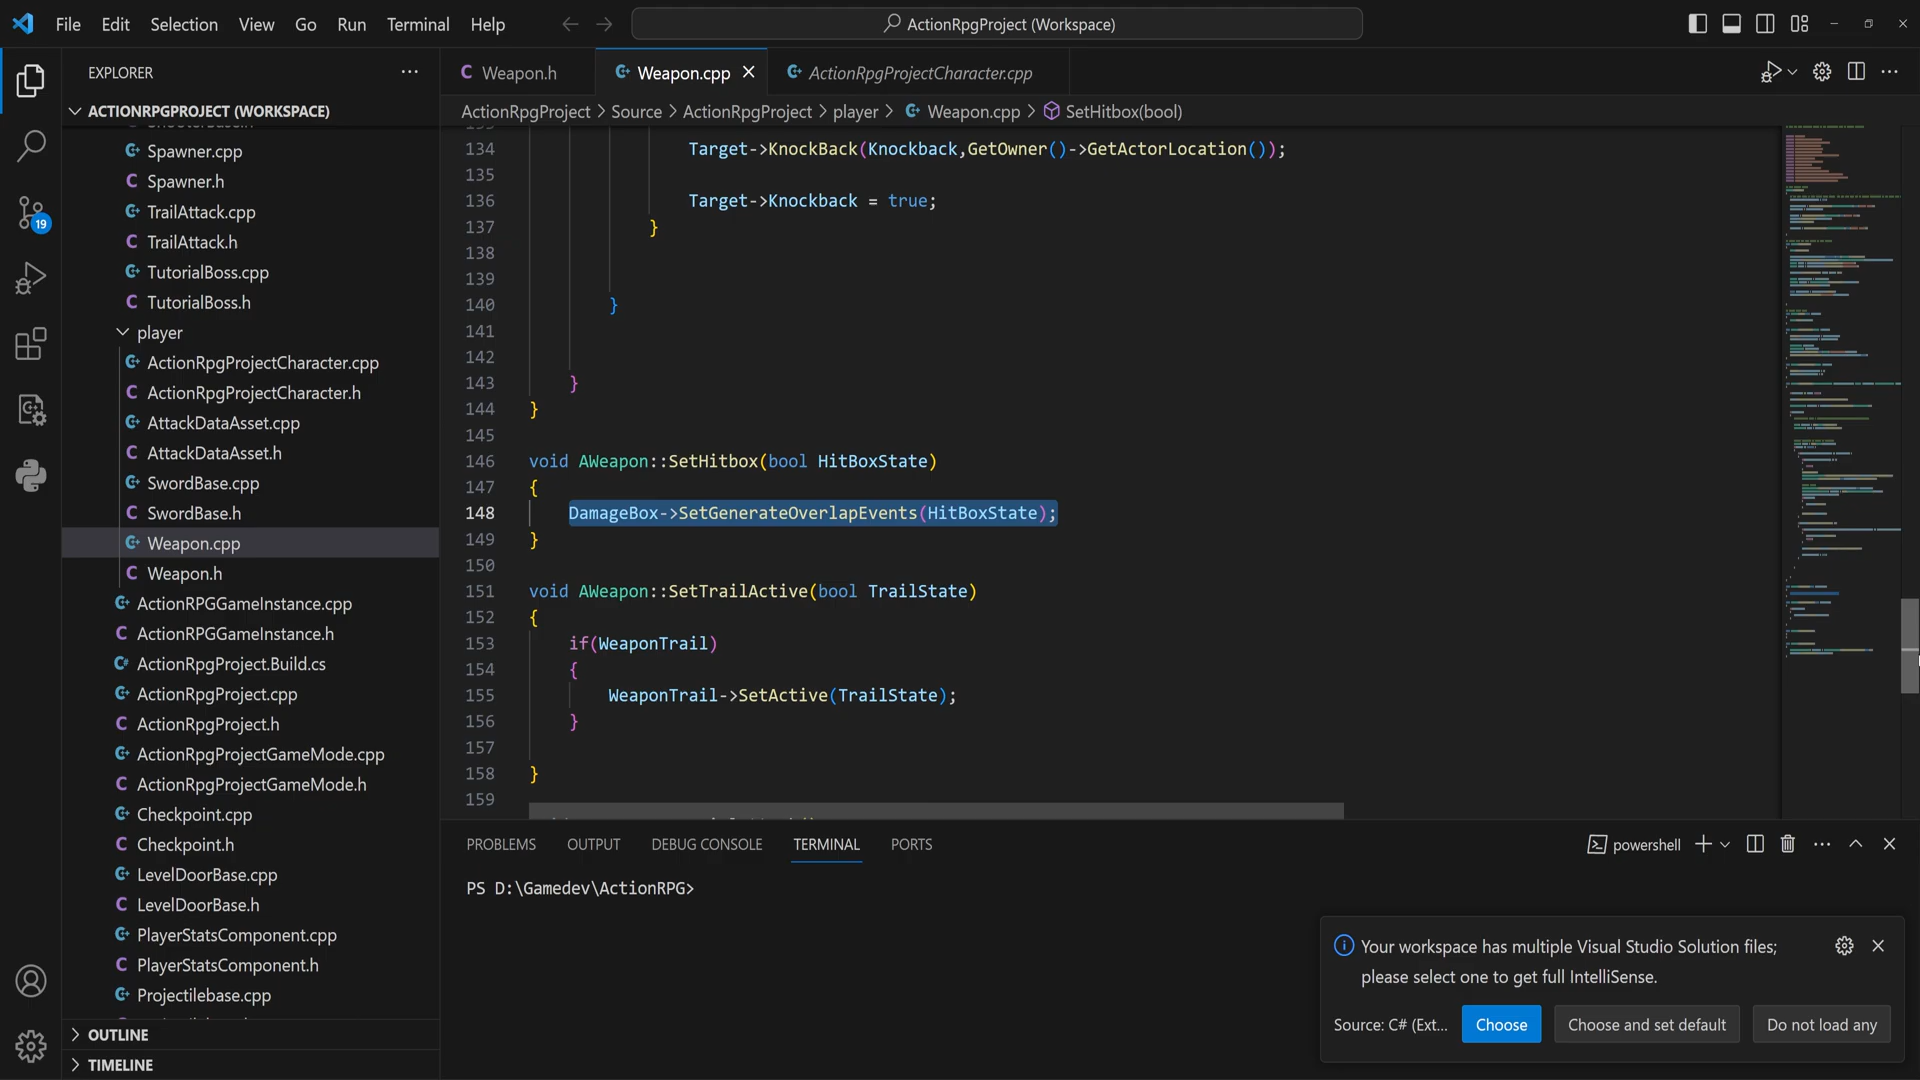 File Edit Selection View Go Run Terminal Help
ActionRpgProject (Workspace)
EXPLORER
ACTIONRPGPROJECT (WORKSPACE)
Spawner.cpp
Spawner.h
TrailAttack.cpp
TrailAttack.h
TutorialBoss.cpp
TutorialBoss.h
player
ActionRpgProjectCharacter.cpp
ActionRpgProjectCharacter.h
AttackDataAsset.cpp
AttackDataAsset.h
SwordBase.cpp
SwordBase.h
Weapon.cpp
Weapon.h
ActionRPGGameInstance.cpp
ActionRPGGameInstance.h
ActionRpgProject.Build.cs
ActionRpgProject.cpp
ActionRpgProject.h
ActionRpgProjectGameMode.cpp
ActionRpgProjectGameMode.h
Checkpoint.cpp
Checkpoint.h
LevelDoorBase.cpp
LevelDoorBase.h
PlayerStatsComponent.cpp
PlayerStatsComponent.h
Projectilebase.cpp
OUTLINE
TIMELINE
19
Weapon.h Weapon.cpp ActionRpgProjectCharacter.cpp
ActionRpgProject > Source > ActionRpgProject > player > Weapon.cpp > SetHitbox(bool)
134 Target->KnockBack(Knockback,GetOwner()->GetActorLocation());
135
136 Target->Knockback = true;
137 }
138
139
140 }
141
142
143 }
144 }
145
146 void AWeapon::SetHitbox(bool HitBoxState)
147 {
148 DamageBox->SetGenerateOverlapEvents(HitBoxState);
149 }
150
151 void AWeapon::SetTrailActive(bool TrailState)
152 {
153 if(WeaponTrail)
154 {
155 WeaponTrail->SetActive(TrailState);
156 }
157
158 }
159
PROBLEMS OUTPUT DEBUG CONSOLE TERMINAL PORTS
powershell
PS D:\Gamedev\ActionRPG>
Your workspace has multiple Visual Studio Solution files;
please select one to get full IntelliSense.
Source: C# (Ext... Choose Choose and set default Do not load any